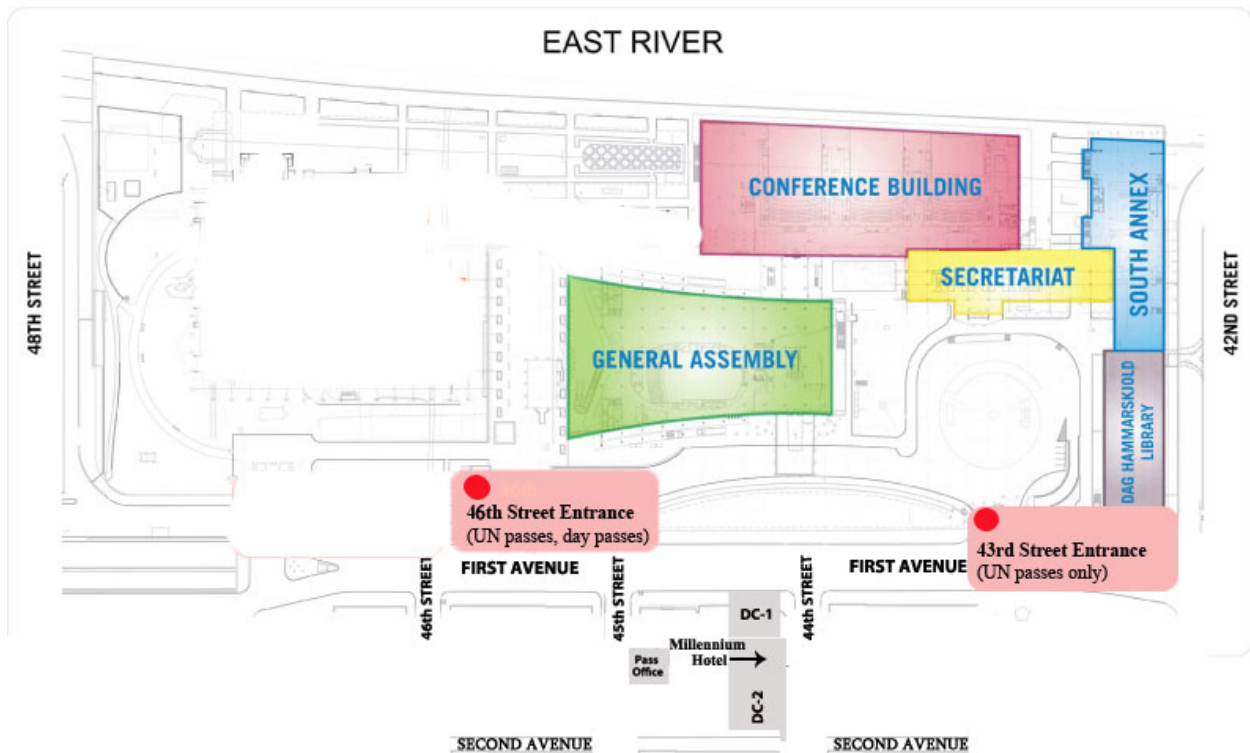 EAST RIVER
CONFERENCE BUILDING
SOUTH ANNEX
SECRETARIAT
48TH STREET
42ND STREET
GENERAL ASSEMBLY
DAG HAMMARSKJOLD
LIBRARY
46th Street Entrance
(UN passes, day passes)
43rd Street Entrance
(UN passes only)
FIRST AVENUE
FIRST AVENUE
46th STREET
45th STREET
44th STREET
DC-1
Millennium
Hotel
Pass
Office
DC-2
SECOND AVENUE
SECOND AVENUE